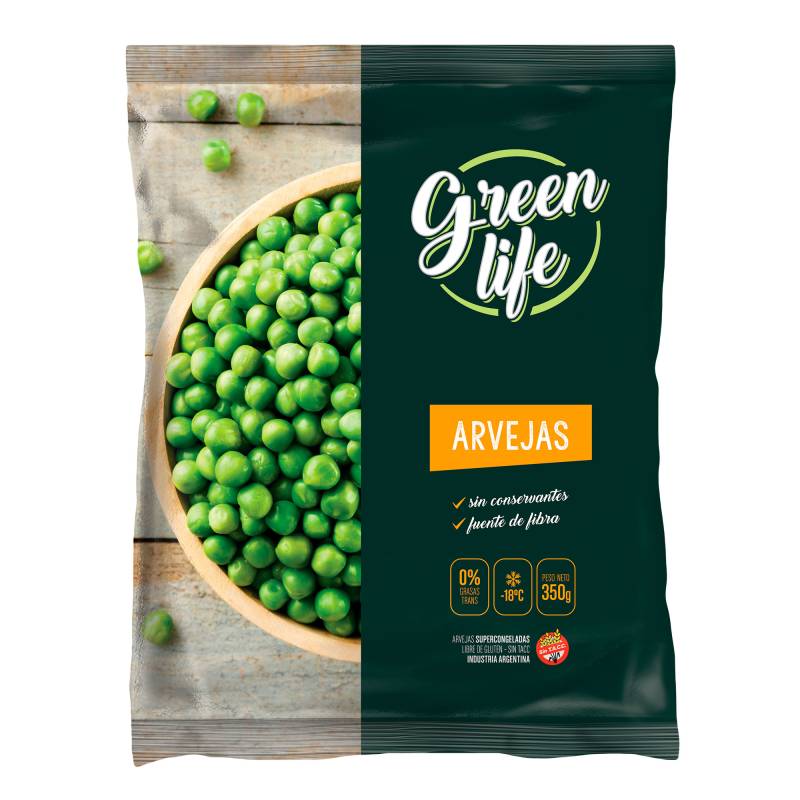 Green
life
ARVEJAS
sin conservantes
fuente de fibra
0%
GRASAS
TRANS
-18ºC
PESO NETO
350g
ARVEJAS SUPERCONGELADAS
LIBRE DE GLUTEN - SIN TACC
INDUSTRIA ARGENTINA
Sin T.A.C.C.